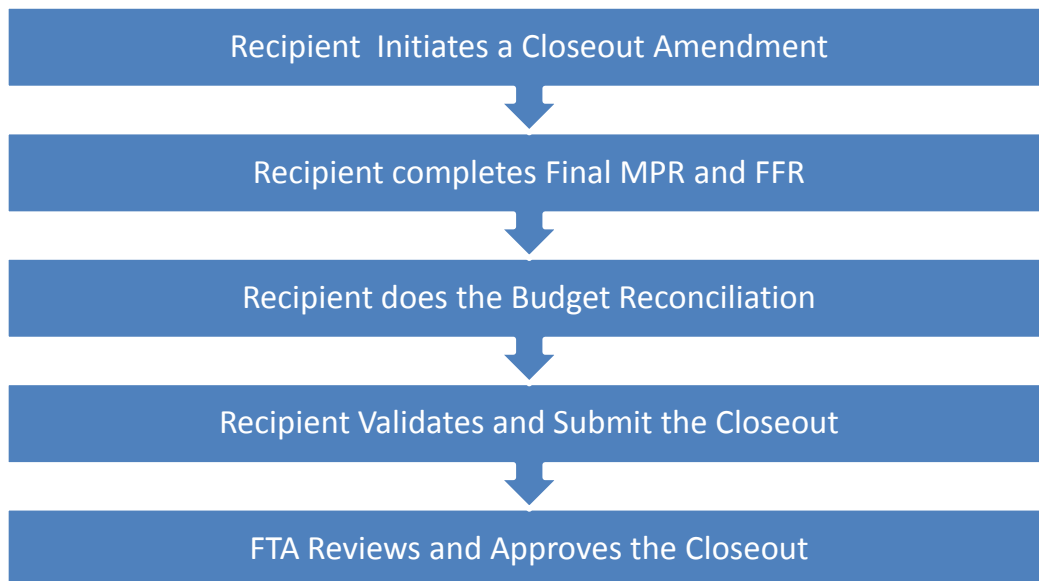 Recipient  Initiates a Closeout Amendment
Recipient completes Final MPR and FFR
Recipient does the Budget Reconciliation
Recipient Validates and Submit the Closeout
FTA Reviews and Approves the Closeout